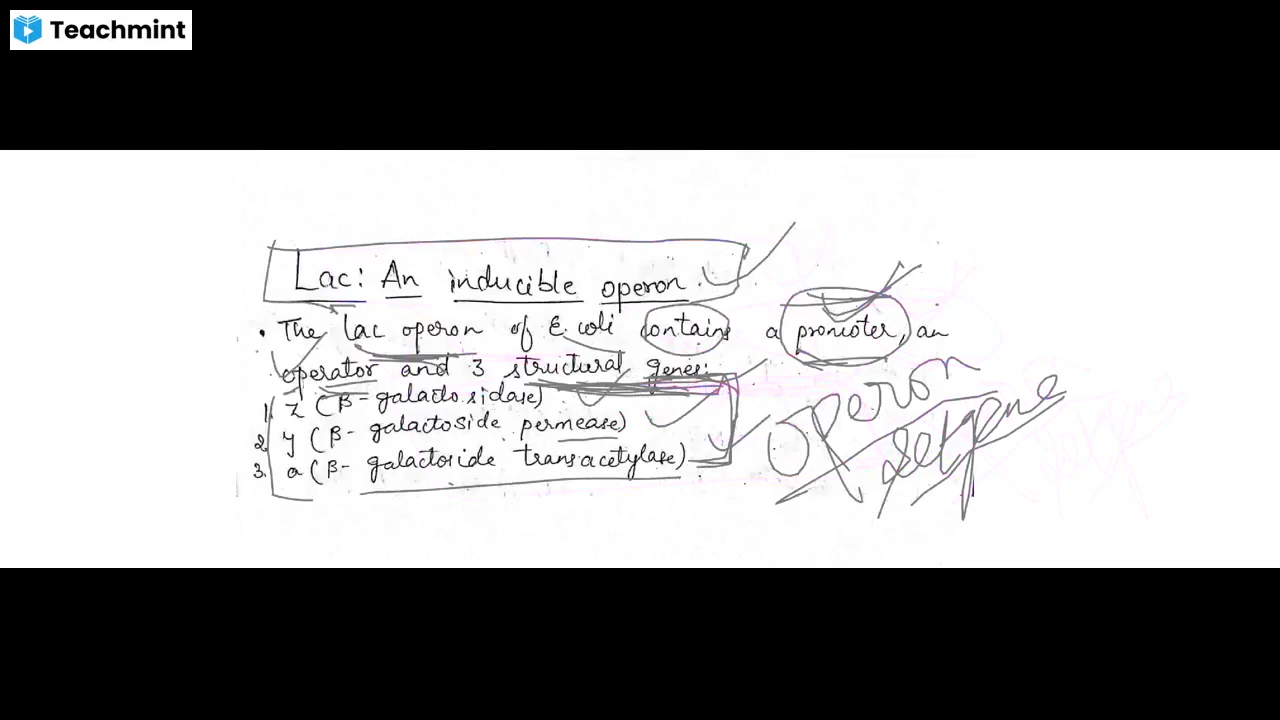 Teachmint
Lac: An inducible operon.
• The lac operon of E. coli contains a promoter, an
operator and 3 structural genes:
1. z (β- galactosidase)
2. y (β- galactoside permease)
3. a (β- galactoside transacetylase)
operon